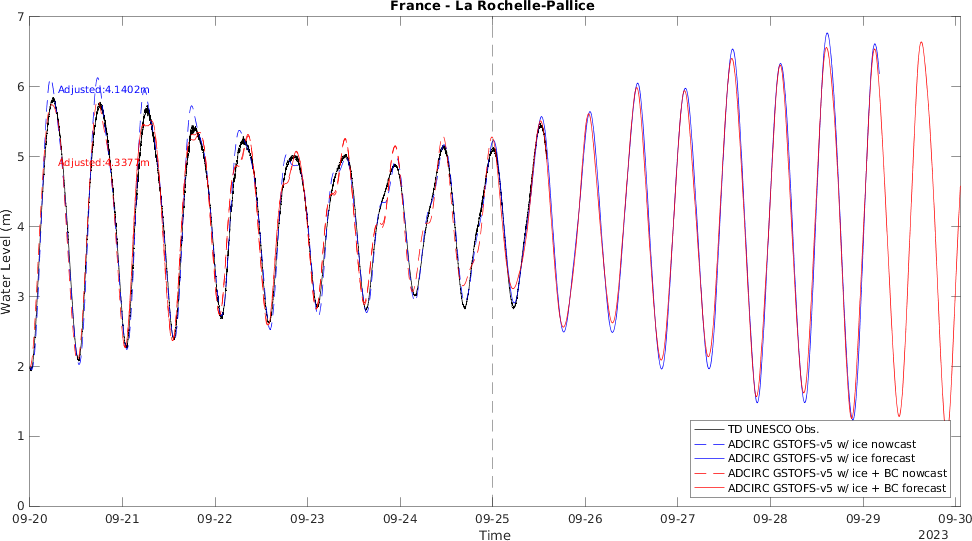 France - La Rochelle-Pallice
7
6
5
4
3
2
1
0
Water Level (m)
Adjusted:4.1402m
Adjusted:4.3377m
TD UNESCO Obs.
ADCIRC GSTOFS-v5 w/ ice nowcast
ADCIRC GSTOFS-v5 w/ ice forecast
ADCIRC GSTOFS-v5 w/ ice + BC nowcast
ADCIRC GSTOFS-v5 w/ ice + BC forecast
09-20 09-21 09-22 09-23 09-24 09-25 09-26 09-27 09-28 09-29 09-30
Time
2023